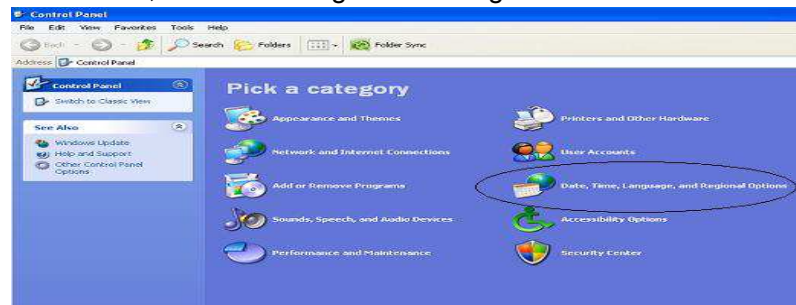 Control Panel
File Edit View Favorites Tools Help
Back Search Folders Folder Sync
Address Control Panel
Control Panel
Switch to Classic View
See Also
Windows Update
Help and Support
Other Control Panel
Options
Pick a category
Appearance and Themes
Printers and Other Hardware
Network and Internet Connections
User Accounts
Add or Remove Programs
Date, Time, Language, and Regional Options
Sounds, Speech, and Audio Devices
Accessibility Options
Performance and Maintenance
Security Center